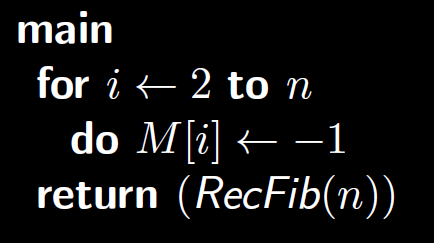 main
for i ← 2 to n
do M[i] ← −1
return (RecFib(n))